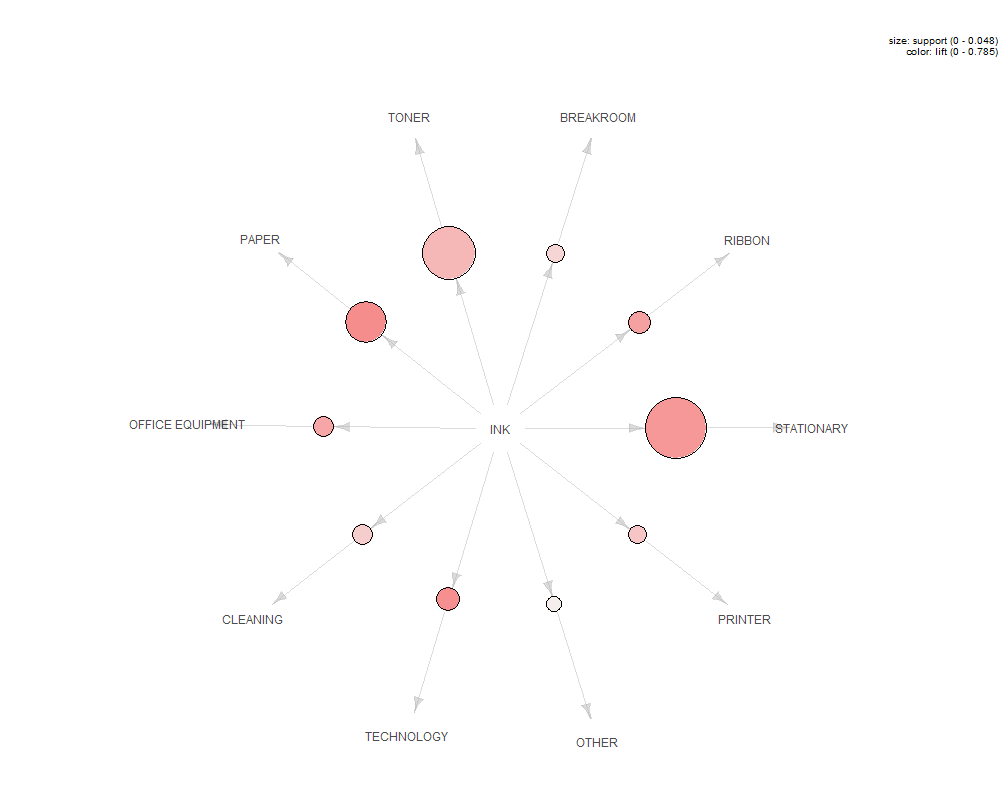 size: support (0 - 0.048)
color: lift (0 - 0.785)
TONER
BREAKROOM
PAPER
RIBBON
OFFICE EQUIPMENT
INK
STATIONARY
CLEANING
PRINTER
TECHNOLOGY
OTHER